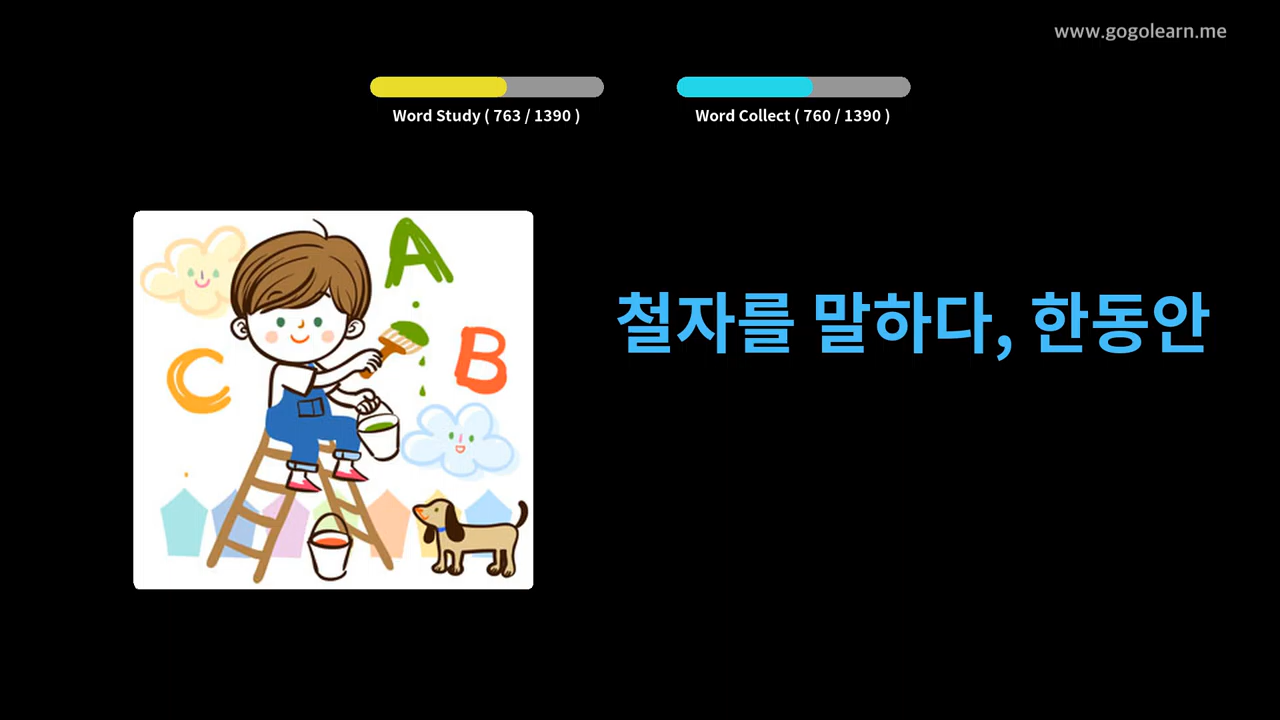 www.gogolearn.me
Word Study ( 763 / 1390 )
Word Collect ( 760 / 1390 )
A
B
C
철자를 말하다, 한동안